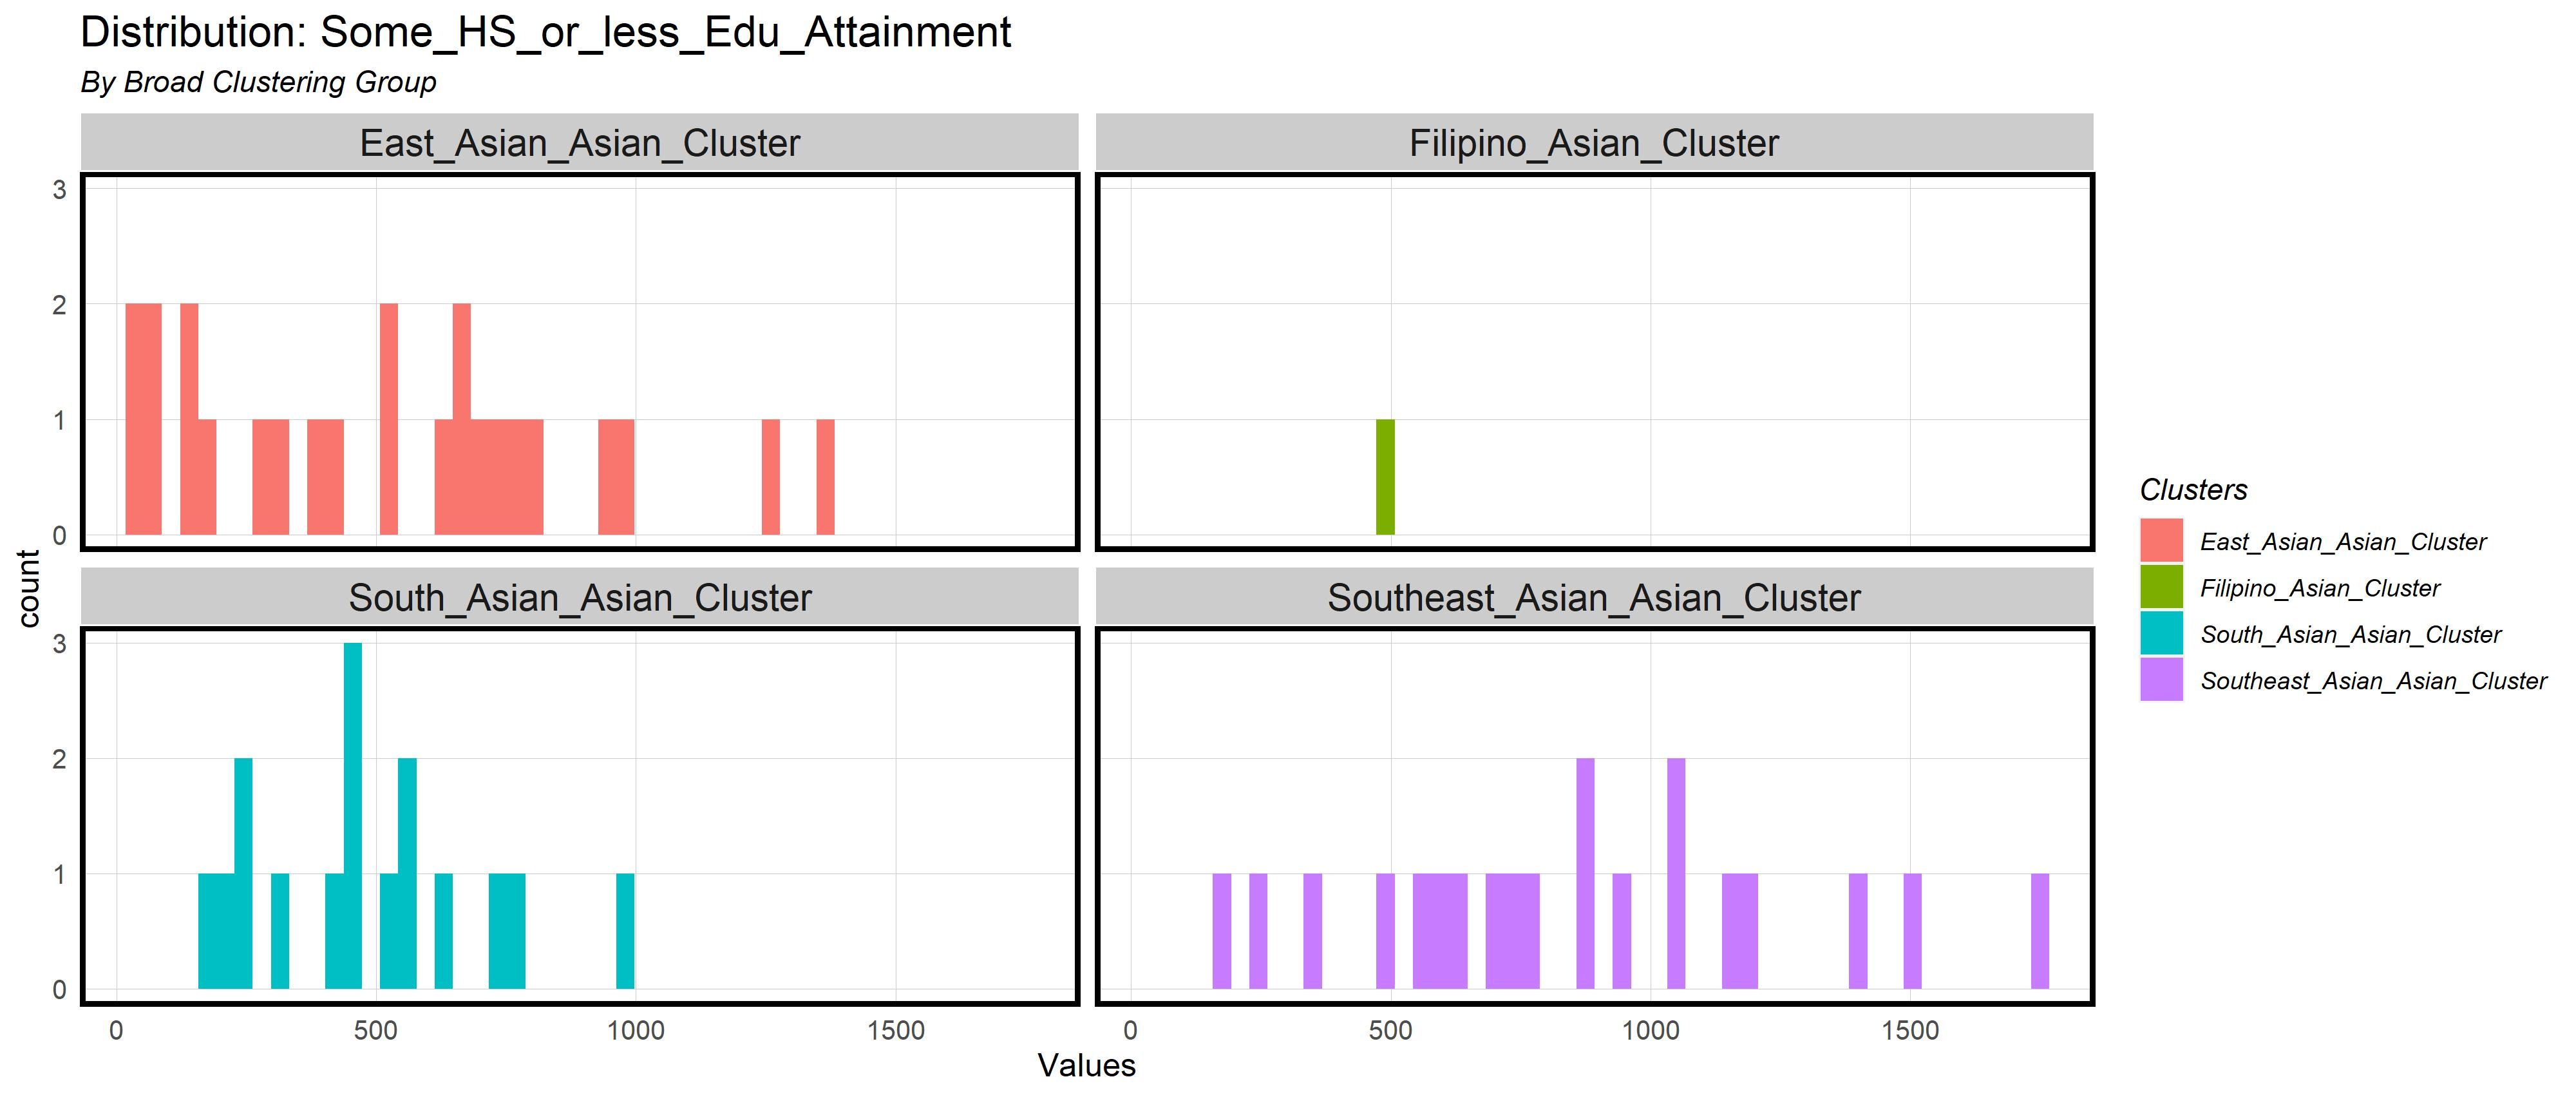 Distribution: Some_HS_or_less_Edu_Attainment
By Broad Clustering Group
East_Asian_Asian_Cluster
Filipino_Asian_Cluster
3
2
1
0
South_Asian_Asian_Cluster
Southeast_Asian_Asian_Cluster
3
2
1
0
count
0 500 1000 1500
0 500 1000 1500
Values
Clusters
East_Asian_Asian_Cluster
Filipino_Asian_Cluster
South_Asian_Asian_Cluster
Southeast_Asian_Asian_Cluster